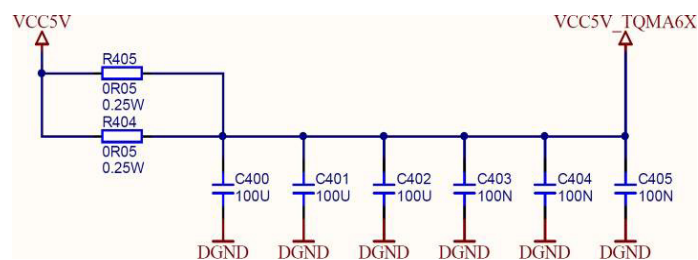 VCC5V
VCC5V_TQMA6X
R405
0R05
0.25W
R404
0R05
0.25W
C400
100U
C401
100U
C402
100U
C403
100N
C404
100N
C405
100N
DGND
DGND
DGND
DGND
DGND
DGND